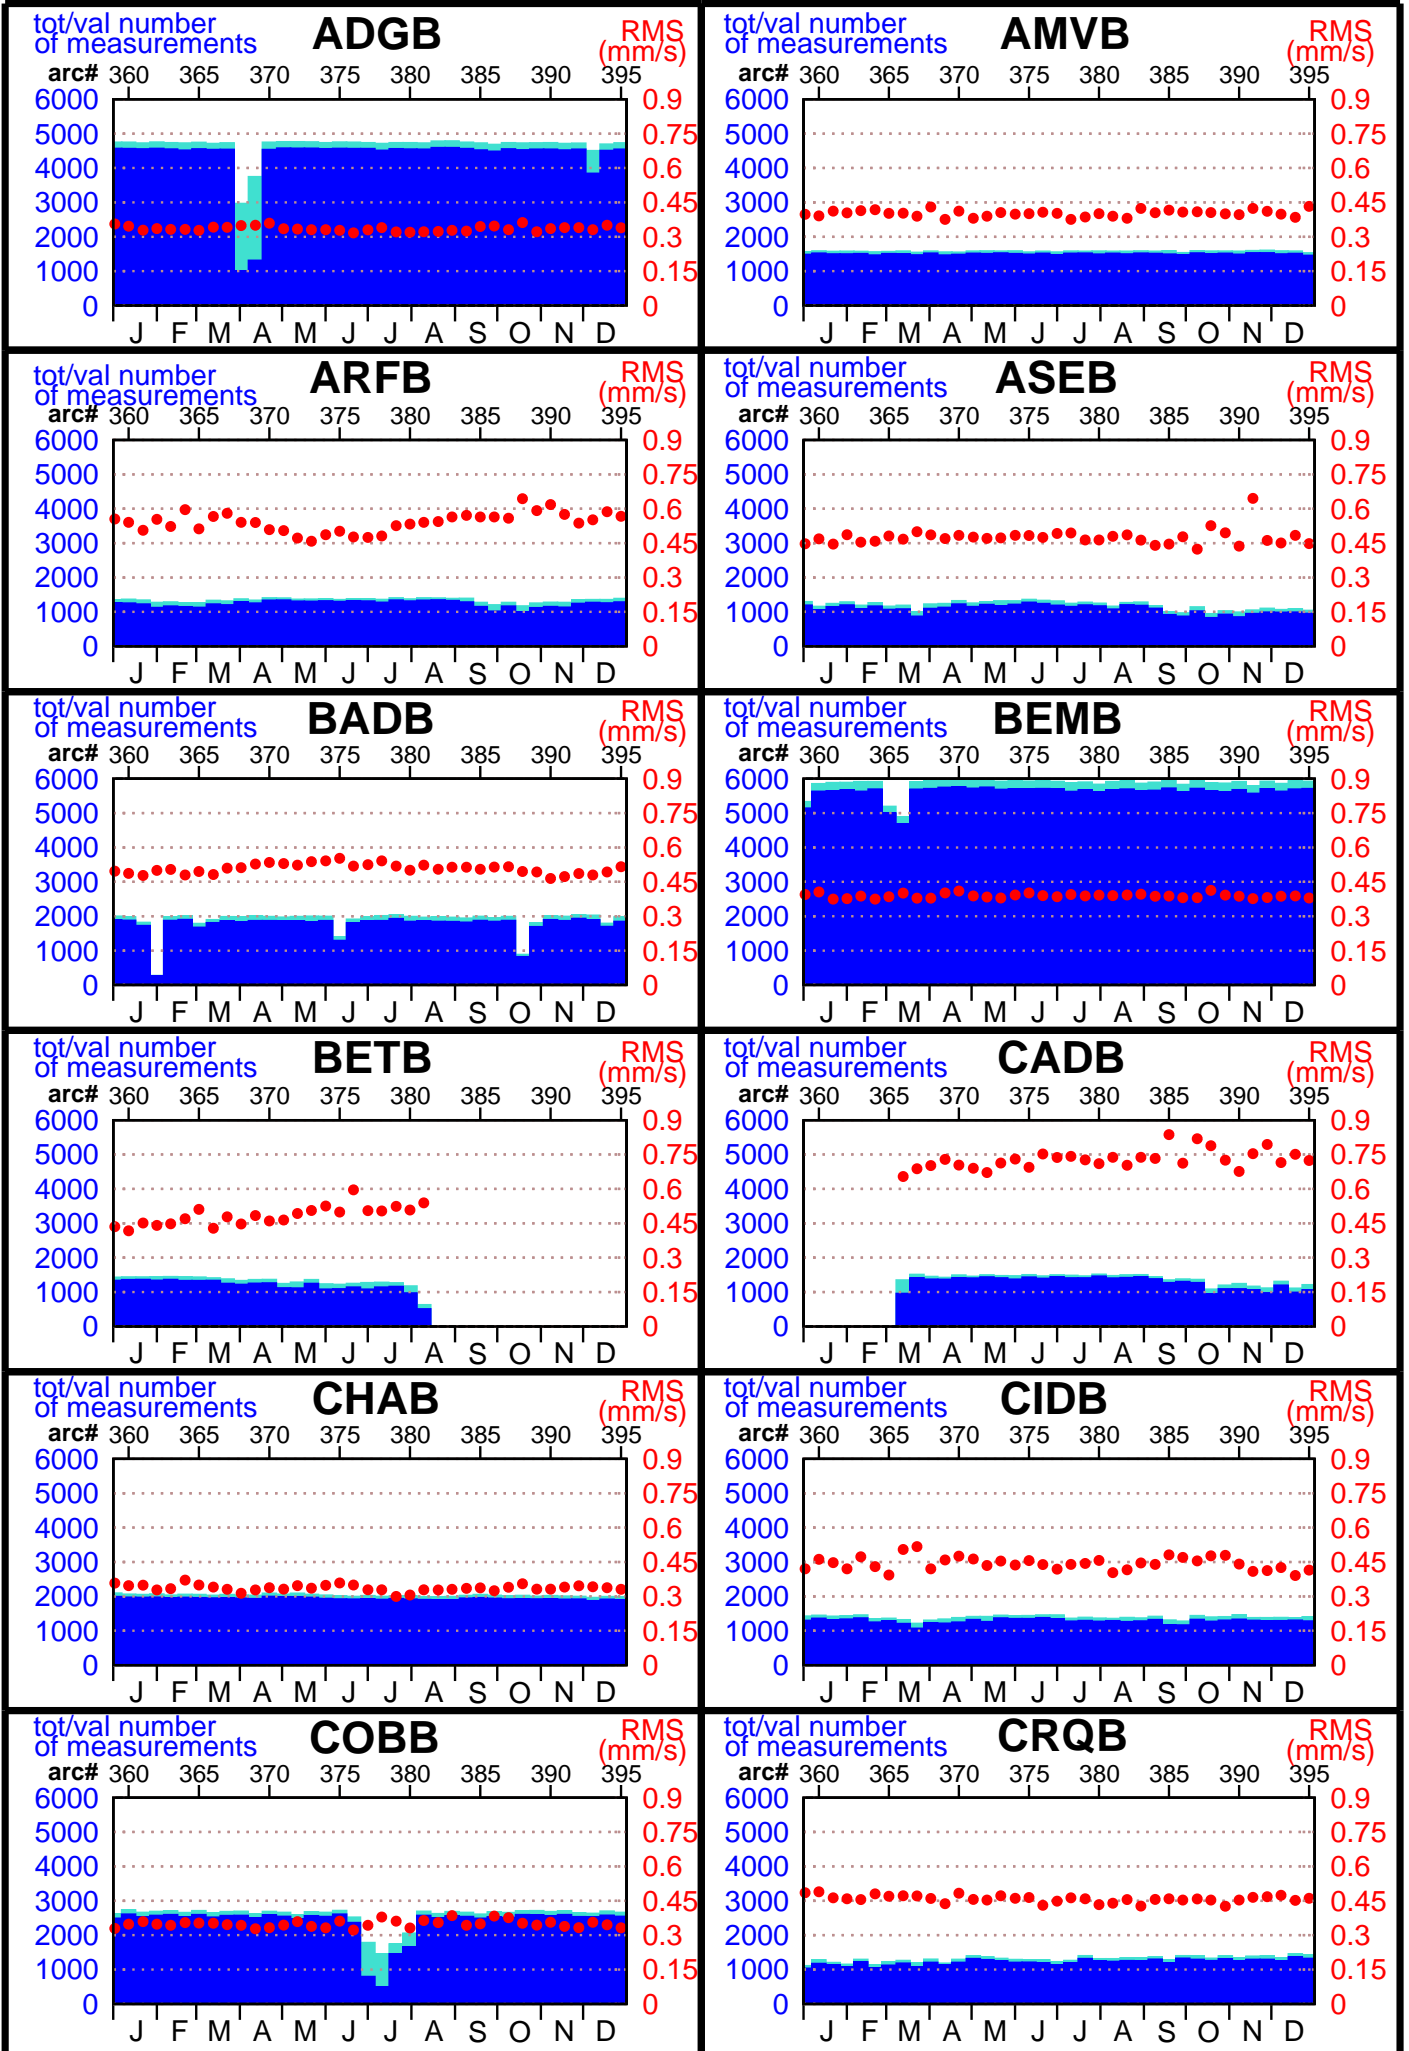 tot/val number
of measurements
ADGB
RMS
(mm/s)
arc# 360 365 370 375 380 385 390 395
6000 0.9
5000 0.75
4000 0.6
3000 0.45
2000 0.3
1000 0.15
0 0
J F M A M J J A S O N D
tot/val number
of measurements
AMVB
RMS
(mm/s)
arc# 360 365 370 375 380 385 390 395
6000 0.9
5000 0.75
4000 0.6
3000 0.45
2000 0.3
1000 0.15
0 0
J F M A M J J A S O N D
tot/val number
of measurements
ARFB
RMS
(mm/s)
arc# 360 365 370 375 380 385 390 395
6000 0.9
5000 0.75
4000 0.6
3000 0.45
2000 0.3
1000 0.15
0 0
J F M A M J J A S O N D
tot/val number
of measurements
ASEB
RMS
(mm/s)
arc# 360 365 370 375 380 385 390 395
6000 0.9
5000 0.75
4000 0.6
3000 0.45
2000 0.3
1000 0.15
0 0
J F M A M J J A S O N D
tot/val number
of measurements
BADB
RMS
(mm/s)
arc# 360 365 370 375 380 385 390 395
6000 0.9
5000 0.75
4000 0.6
3000 0.45
2000 0.3
1000 0.15
0 0
J F M A M J J A S O N D
tot/val number
of measurements
BEMB
RMS
(mm/s)
arc# 360 365 370 375 380 385 390 395
6000 0.9
5000 0.75
4000 0.6
3000 0.45
2000 0.3
1000 0.15
0 0
J F M A M J J A S O N D
tot/val number
of measurements
BETB
RMS
(mm/s)
arc# 360 365 370 375 380 385 390 395
6000 0.9
5000 0.75
4000 0.6
3000 0.45
2000 0.3
1000 0.15
0 0
J F M A M J J A S O N D
tot/val number
of measurements
CADB
RMS
(mm/s)
arc# 360 365 370 375 380 385 390 395
6000 0.9
5000 0.75
4000 0.6
3000 0.45
2000 0.3
1000 0.15
0 0
J F M A M J J A S O N D
tot/val number
of measurements
CHAB
RMS
(mm/s)
arc# 360 365 370 375 380 385 390 395
6000 0.9
5000 0.75
4000 0.6
3000 0.45
2000 0.3
1000 0.15
0 0
J F M A M J J A S O N D
tot/val number
of measurements
CIDB
RMS
(mm/s)
arc# 360 365 370 375 380 385 390 395
6000 0.9
5000 0.75
4000 0.6
3000 0.45
2000 0.3
1000 0.15
0 0
J F M A M J J A S O N D
tot/val number
of measurements
COBB
RMS
(mm/s)
arc# 360 365 370 375 380 385 390 395
6000 0.9
5000 0.75
4000 0.6
3000 0.45
2000 0.3
1000 0.15
0 0
J F M A M J J A S O N D
tot/val number
of measurements
CRQB
RMS
(mm/s)
arc# 360 365 370 375 380 385 390 395
6000 0.9
5000 0.75
4000 0.6
3000 0.45
2000 0.3
1000 0.15
0 0
J F M A M J J A S O N D